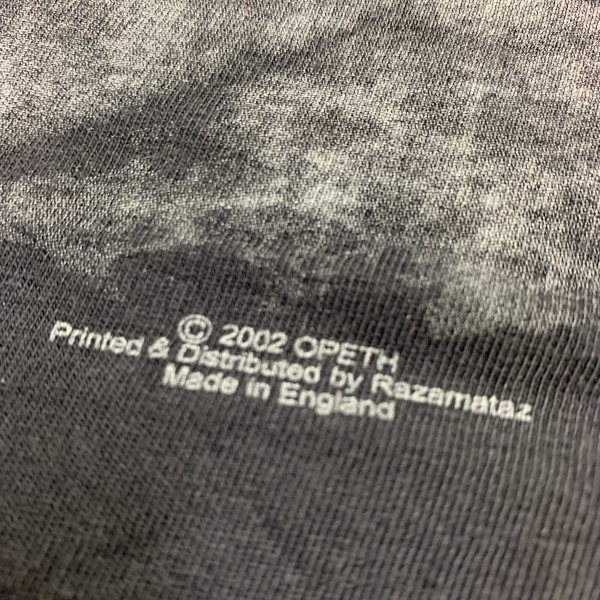 © 2002 OPETH
Printed & Distributed by Razamataz
Made in England